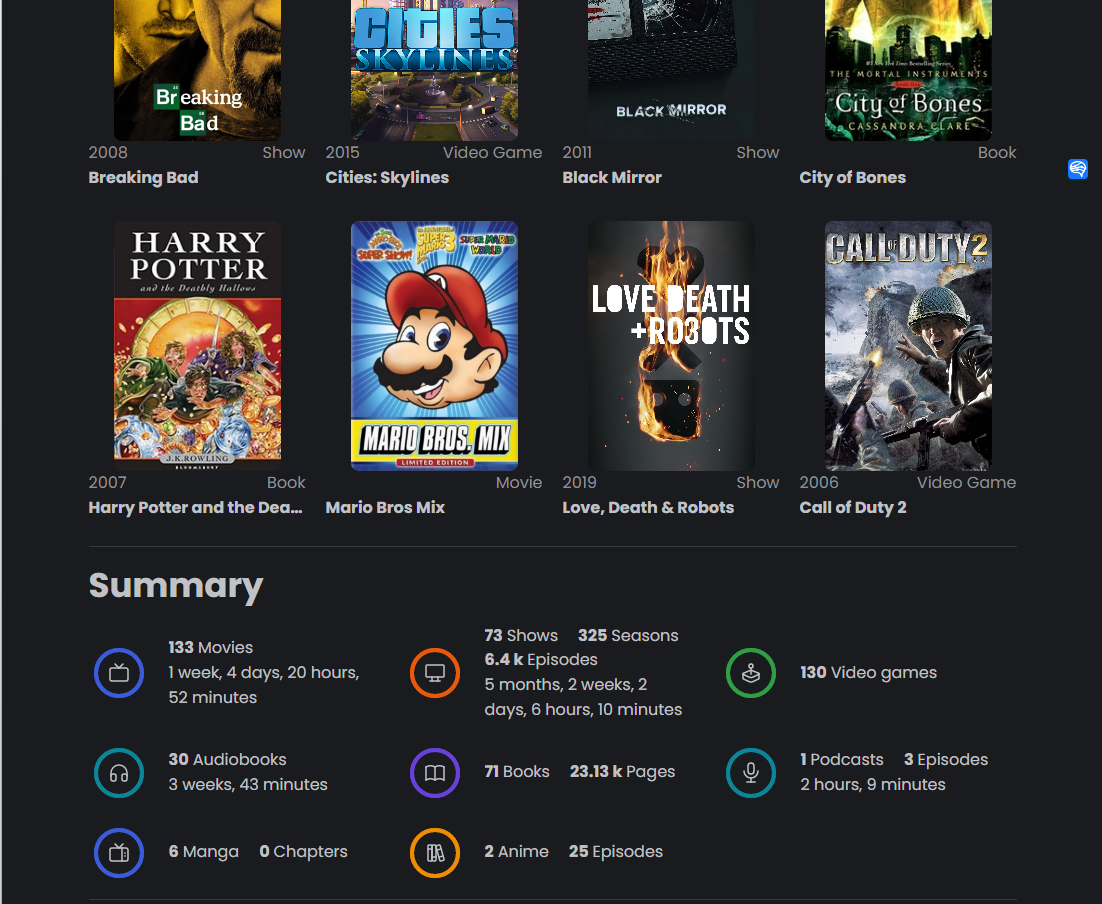 CITIES
SKYLINES
Breaking
Bad
BLACK MIRROR
#1 New York Times Bestselling Series
THE MORTAL INSTRUMENTS
City of Bones
CASSANDRA CLARE
2008 Show
2015 Video Game
2011 Show
Book
Breaking Bad
Cities: Skylines
Black Mirror
City of Bones
HARRY
POTTER
and the Deathly Hallows
J.K.ROWLING
BLOOMSBURY
SUPER SHOW!
SUPER MARIO
BROS. 3
SUPER MARIO
WORLD
MARIO BROS. MIX
LIMITED EDITION
LOVE DEATH
+ROBOTS
CALL OF DUTY 2
2007 Book
Movie
2019 Show
2006 Video Game
Harry Potter and the Dea...
Mario Bros Mix
Love, Death & Robots
Call of Duty 2
Summary
133 Movies
1 week, 4 days, 20 hours,
52 minutes
73 Shows 325 Seasons
6.4 k Episodes
5 months, 2 weeks, 2
days, 6 hours, 10 minutes
130 Video games
30 Audiobooks
3 weeks, 43 minutes
71 Books 23.13 k Pages
1 Podcasts 3 Episodes
2 hours, 9 minutes
6 Manga 0 Chapters
2 Anime 25 Episodes